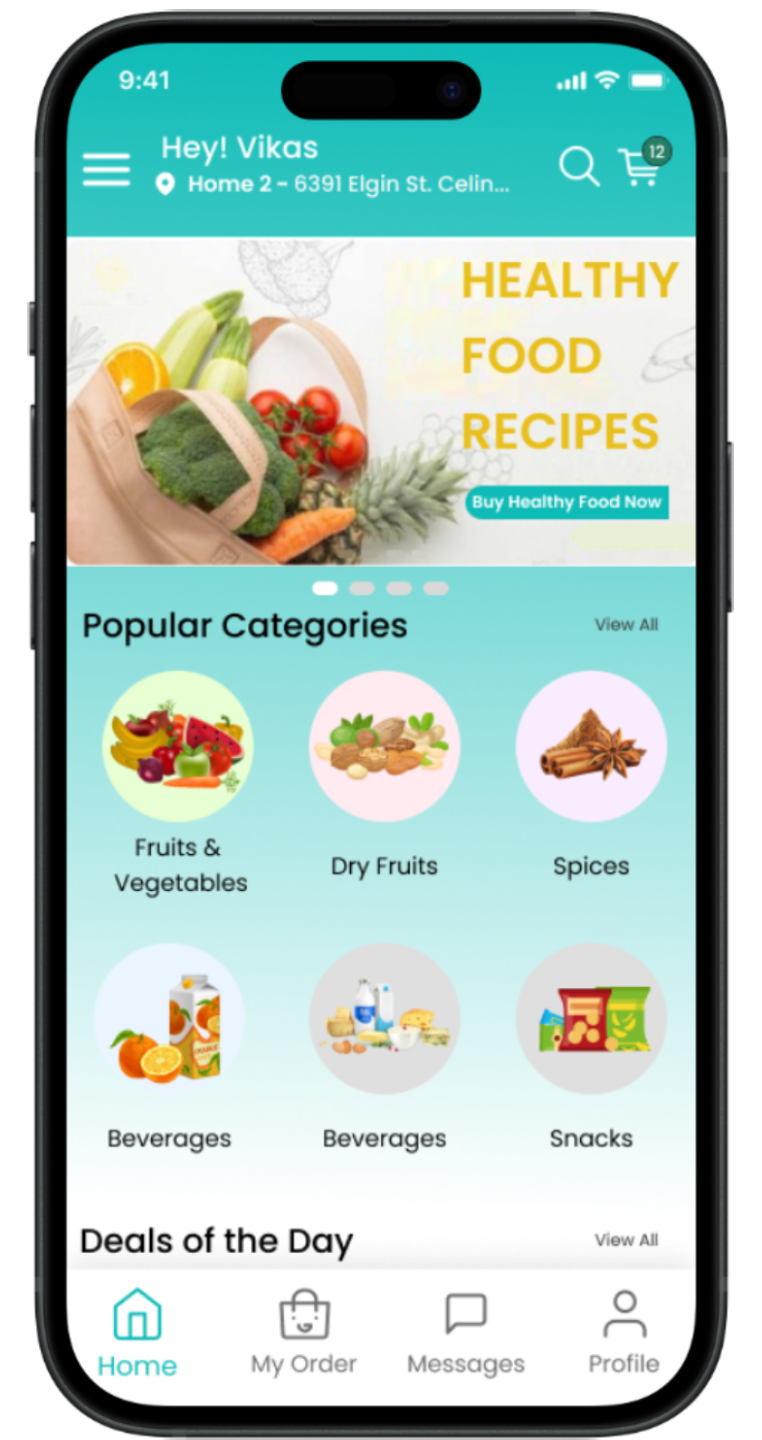 9:41
Hey! Vikas
12
Home 2 - 6391 Elgin St. Celin...
HEALTHY
FOOD
RECIPES
Buy Healthy Food Now
Popular Categories
View All
Fruits &
Vegetables
Dry Fruits
Spices
Beverages
Beverages
Snacks
Deals of the Day
View All
Home
My Order
Messages
Profile